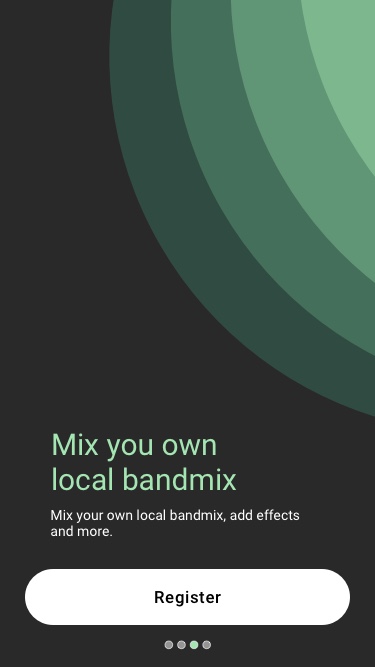 Mix you own
local bandmix
Mix your own local bandmix, add effects
and more.
Register